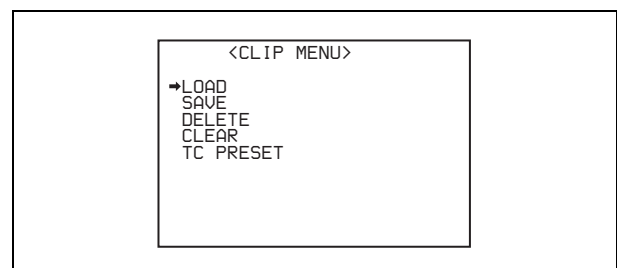 <CLIP MENU>
➡LOAD
SAVE
DELETE
CLEAR
TC PRESET